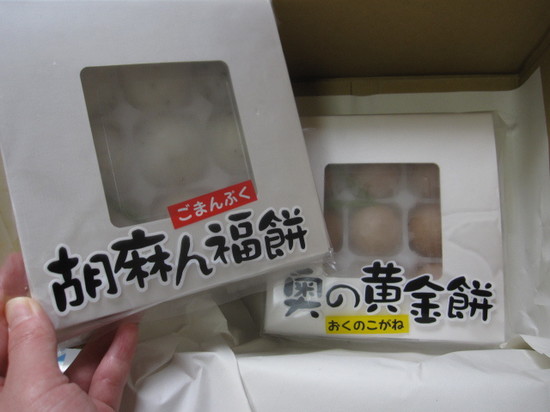 ごまんぷく
胡麻ん福餅
奥の黄金餅
おくのこがね